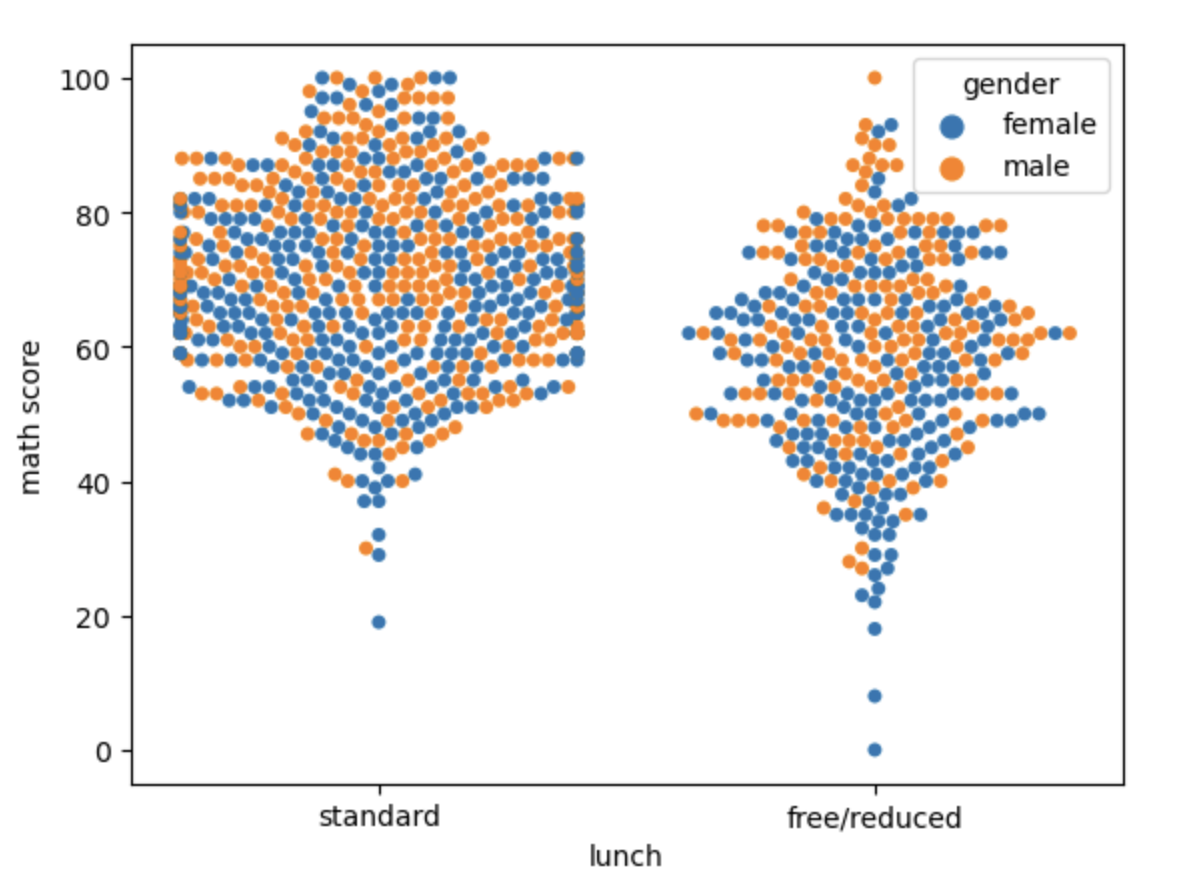 gender
female
male
math score
100
80
60
40
20
0
standard
free/reduced
lunch